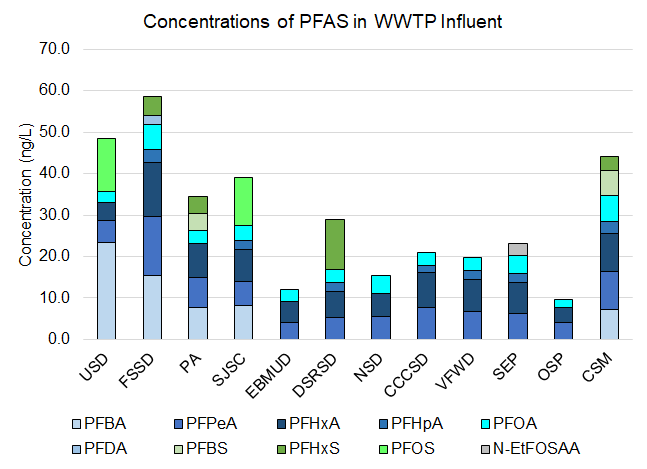 Concentrations of PFAS in WWTP Influent
Concentration (ng/L)
70.0
60.0
50.0
40.0
30.0
20.0
10.0
0.0
USD FSSD PA SJSC EBMUD DSRSD NSD CCCSD VFWD SEP OSP CSM
PFBA PFPeA PFHxA PFHpA PFOA
PFDA PFBS PFHxS PFOS N-EtFOSAA